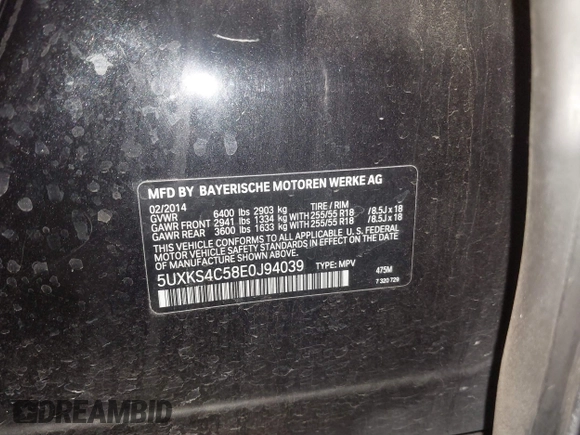 MFD BY BAYERISCHE MOTOREN WERKE AG
02/2014 TIRE / RIM
GVWR 6400 lbs 2903 kg
GAWR FRONT 2941 lbs 1334 kg WITH 255/55 R18 /8.5J x 18
GAWR REAR 3600 lbs 1633 kg WITH 255/55 R18 /8.5J x 18
THIS VEHICLE CONFORMS TO ALL APPLICABLE U. S. FEDERAL
MOTOR VEHICLE SAFETY STANDARDS IN EFFECT ON THE DATE
OF MANUFACTURE SHOWN ABOVE.
5UXKS4C58E0J94039 TYPE: MPV 475M
7 320 729
DREAMBID